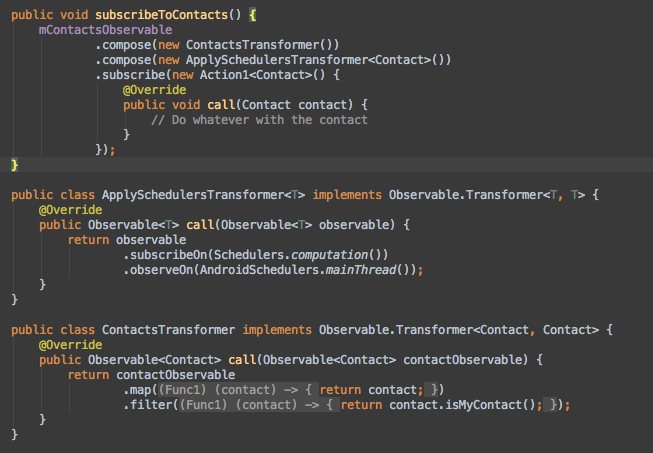 public void subscribeToContacts() {
mContactsObservable
.compose(new ContactsTransformer())
.compose(new ApplySchedulersTransformer<Contact>())
.subscribe(new Action1<Contact>() {
@Override
public void call(Contact contact) {
// Do whatever with the contact
}
});
}
public class ApplySchedulersTransformer<T> implements Observable.Transformer<T, T> {
@Override
public Observable<T> call(Observable<T> observable) {
return observable
.subscribeOn(Schedulers.computation())
.observeOn(AndroidSchedulers.mainThread());
}
}
public class ContactsTransformer implements Observable.Transformer<Contact, Contact> {
@Override
public Observable<Contact> call(Observable<Contact> contactObservable) {
return contactObservable
.map((Func1) (contact) -> { return contact; })
.filter((Func1) (contact) -> { return contact.isMyContact(); });
}
}